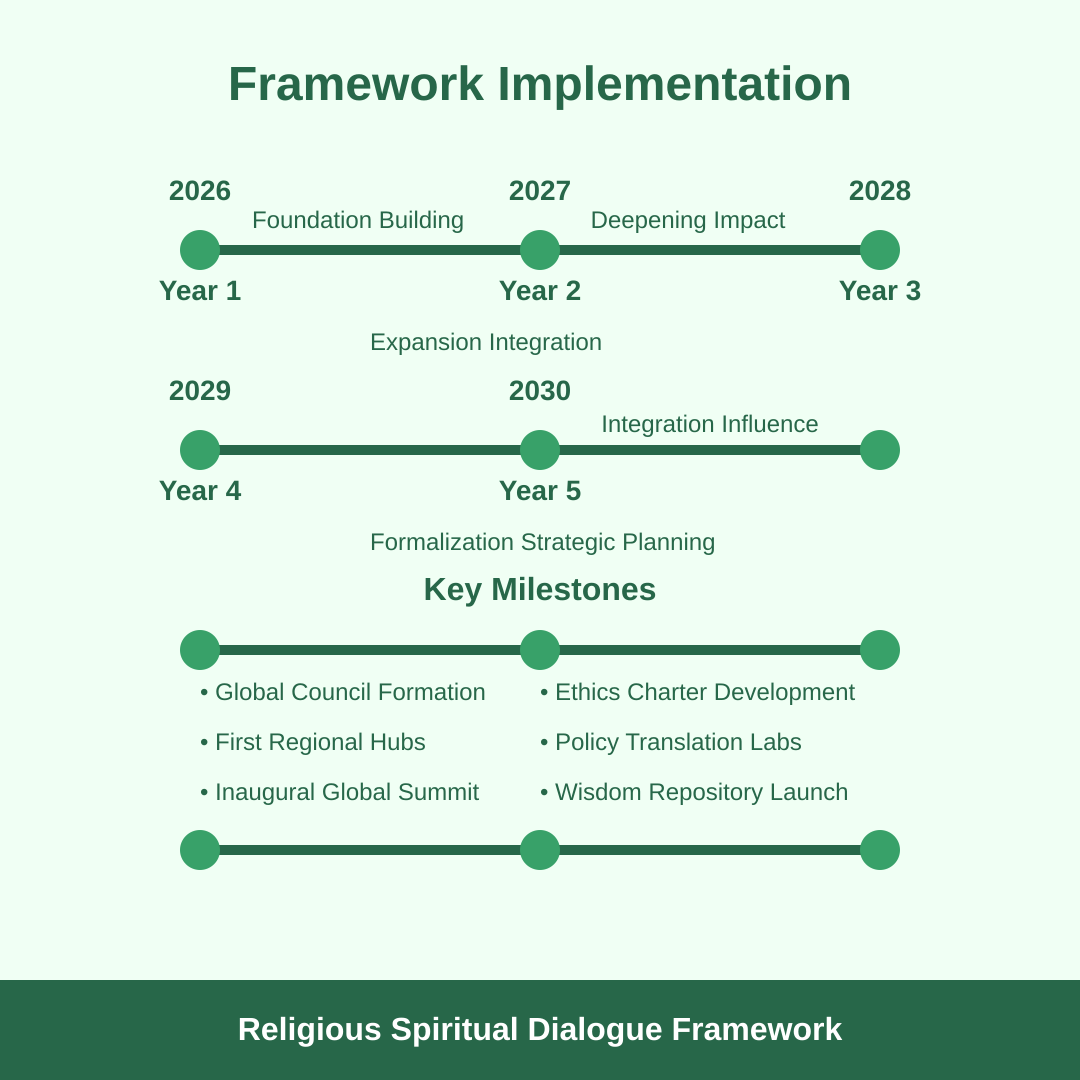 Framework Implementation
2026 2027 2028
Foundation Building Deepening Impact
Year 1 Year 2 Year 3
Expansion Integration
2029 2030
Integration Influence
Year 4 Year 5
Formalization Strategic Planning
Key Milestones
• Global Council Formation • Ethics Charter Development
• First Regional Hubs • Policy Translation Labs
• Inaugural Global Summit • Wisdom Repository Launch
Religious Spiritual Dialogue Framework